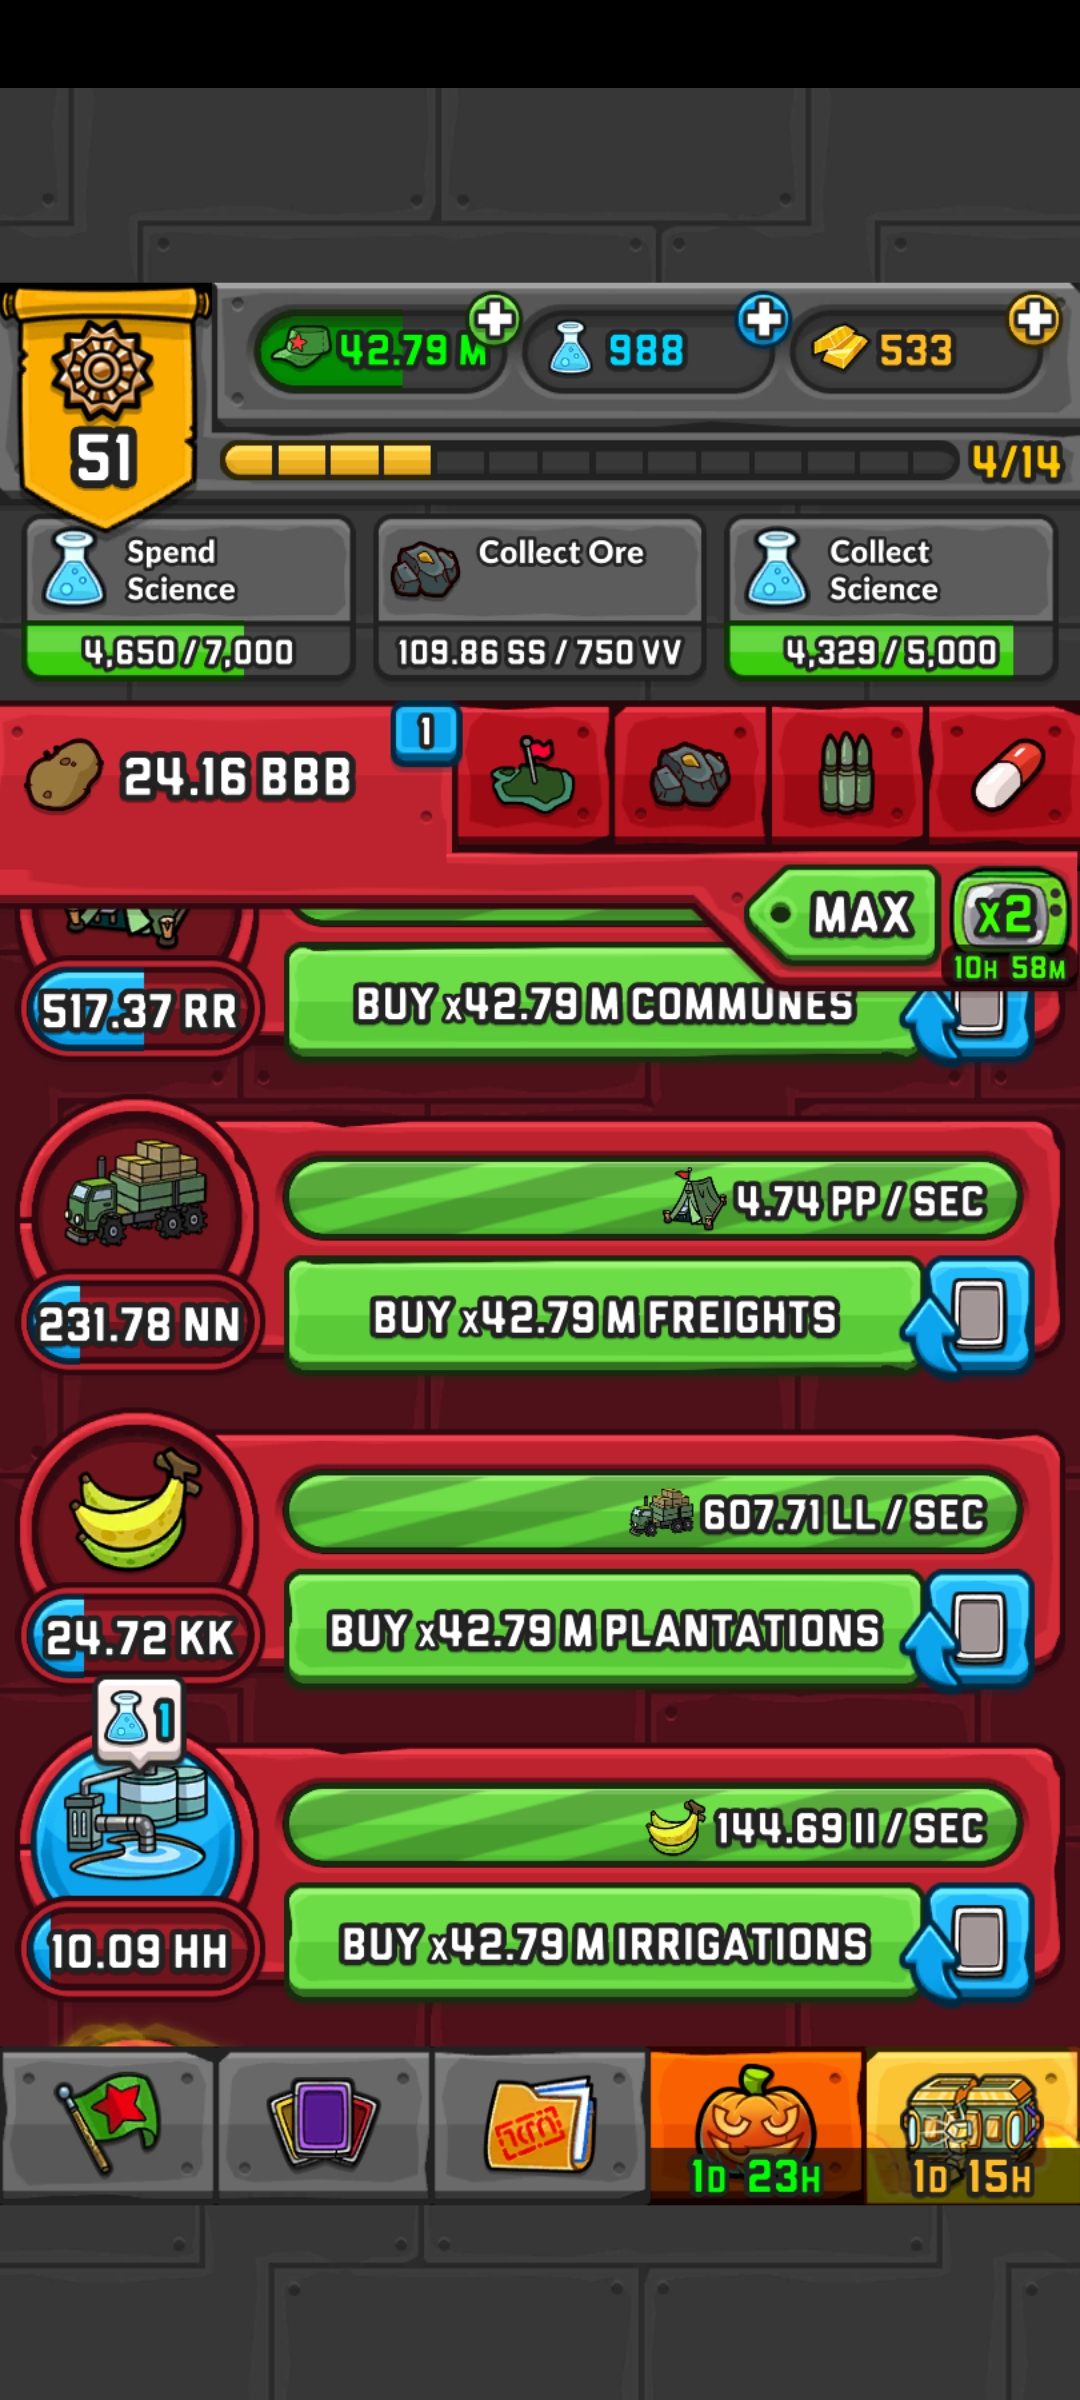 42.79 M
988
533
51
4/14
Spend
Science
4,650/7,000
Collect Ore
109.86 SS/750 VV
Collect
Science
4,329/5,000
24.16 BBB
1
MAX
x2
10H 58M
517.37 RR
BUY x42.79 M COMMUNES
4.74 PP/SEC
231.78 NN
BUY x42.79 M FREIGHTS
607.71 LL/SEC
24.72 KK
BUY x42.79 M PLANTATIONS
1
144.69 II/SEC
10.09 HH
BUY x42.79 M IRRIGATIONS
1D 23H
1D 15H